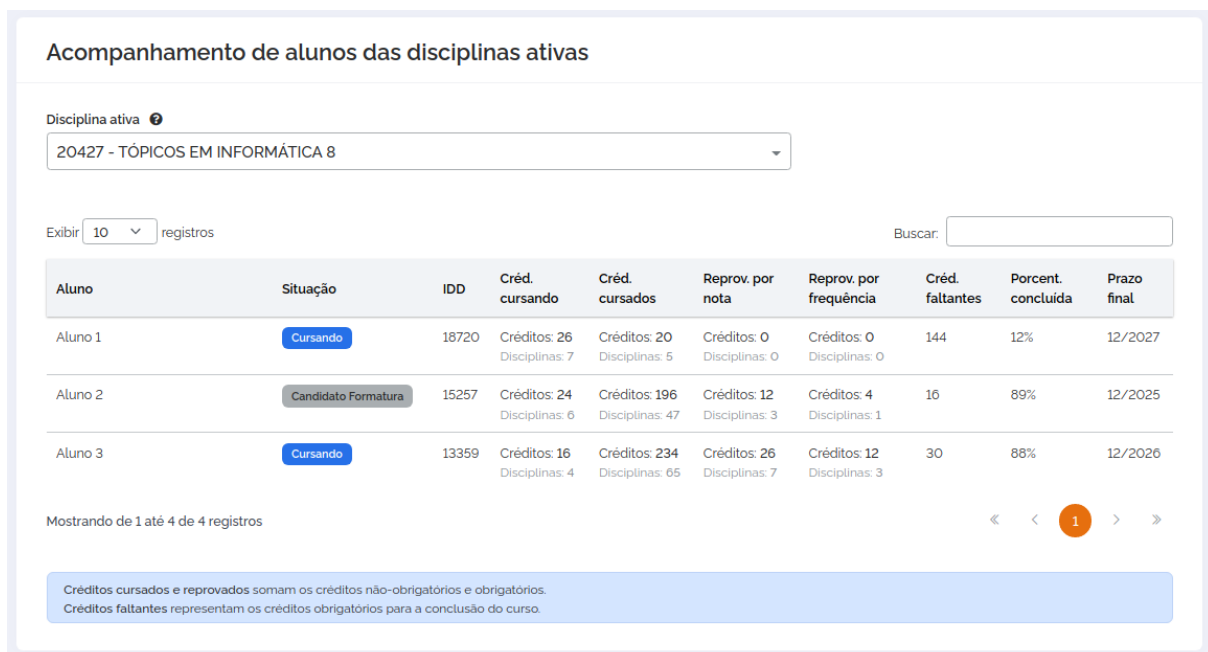 Acompanhamento de alunos das disciplinas ativas
Disciplina ativa ?
20427 - TÓPICOS EM INFORMÁTICA 8
Exibir 10 registros Buscar:
Aluno Situação IDD Créd. cursando Créd. cursados Reprov. por nota Reprov. por frequência Créd. faltantes Porcent. concluída Prazo final
Aluno 1 Cursando 18720 Créditos: 26 Créditos: 20 Créditos: 0 Créditos: 0 144 12% 12/2027
Disciplinas: 7 Disciplinas: 5 Disciplinas: 0 Disciplinas: 0
Aluno 2 Candidato Formatura 15257 Créditos: 24 Créditos: 196 Créditos: 12 Créditos: 4 16 89% 12/2025
Disciplinas: 6 Disciplinas: 47 Disciplinas: 3 Disciplinas: 1
Aluno 3 Cursando 13359 Créditos: 16 Créditos: 234 Créditos: 26 Créditos: 12 30 88% 12/2026
Disciplinas: 4 Disciplinas: 65 Disciplinas: 7 Disciplinas: 3
Mostrando de 1 até 4 de 4 registros « < 1 > »
Créditos cursados e reprovados somam os créditos não-obrigatórios e obrigatórios.
Créditos faltantes representam os créditos obrigatórios para a conclusão do curso.